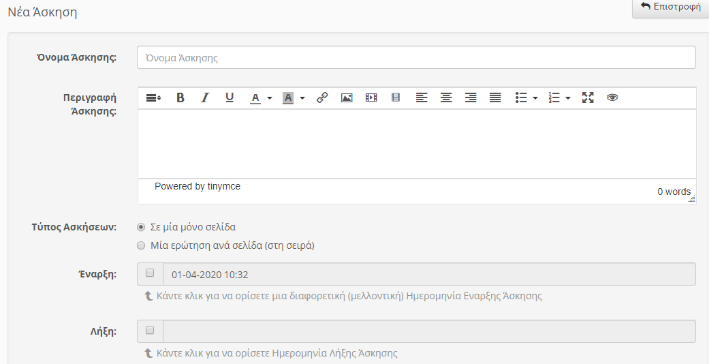 Νέα Άσκηση
Επιστροφή
Όνομα Άσκησης:
Όνομα Άσκησης
Περιγραφή
Άσκησης:
B I U A A
Powered by tinymce
0 words
Τύπος Ασκήσεων:
Σε μία μόνο σελίδα
Μία ερώτηση ανά σελίδα (στη σειρά)
Έναρξη:
01-04-2020 10:32
Κάντε κλικ για να ορίσετε μια διαφορετική (μελλοντική) Ημερομηνία Εναρξης Άσκησης
Λήξη:
Κάντε κλικ για να ορίσετε Ημερομηνία Λήξης Άσκησης